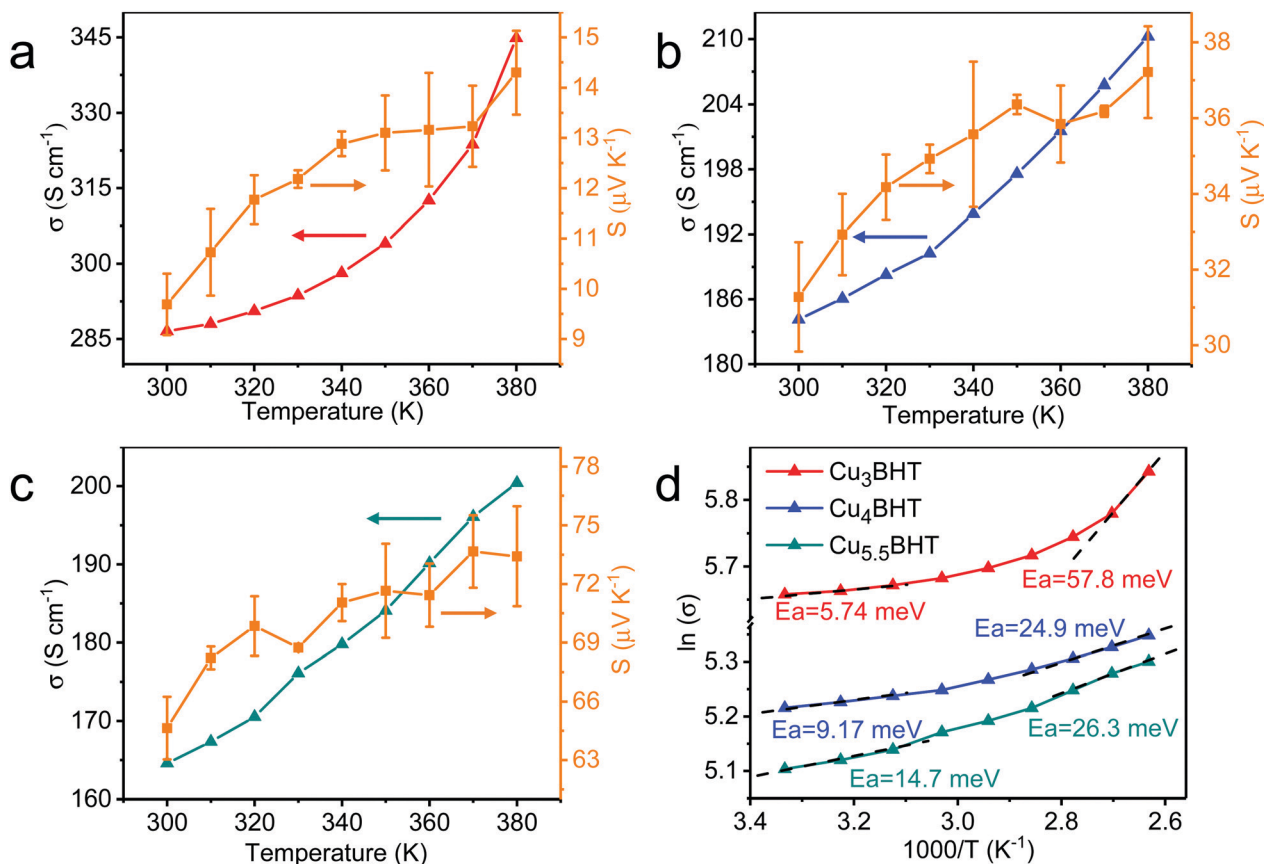 a
345
330
315
300
285
σ (S cm⁻¹)
15
13
12
10
9
S (μV K⁻¹)
300 320 340 360 380
Temperature (K)
b
210
204
198
192
186
180
σ (S cm⁻¹)
38
36
34
32
30
S (μV K⁻¹)
300 320 340 360 380
Temperature (K)
c
200
190
180
170
160
σ (S cm⁻¹)
78
75
72
69
66
63
S (μV K⁻¹)
300 320 340 360 380
Temperature (K)
d
Cu₃BHT
Cu₄BHT
Cu₅.₅BHT
5.8
5.7
5.3
5.2
5.1
ln (σ)
Ea=57.8 meV
Ea=5.74 meV
Ea=24.9 meV
Ea=9.17 meV
Ea=26.3 meV
Ea=14.7 meV
3.4 3.2 3.0 2.8 2.6
1000/T (K⁻¹)